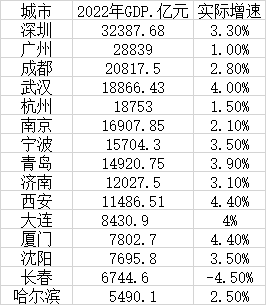 城市 2022年GDP.亿元 实际增速
深圳 32387.68 3.30%
广州 28839 1.00%
成都 20817.5 2.80%
武汉 18866.43 4.00%
杭州 18753 1.50%
南京 16907.85 2.10%
宁波 15704.3 3.50%
青岛 14920.75 3.90%
济南 12027.5 3.10%
西安 11486.51 4.40%
大连 8430.9 4%
厦门 7802.7 4.40%
沈阳 7695.8 3.50%
长春 6744.6 -4.50%
哈尔滨 5490.1 2.50%